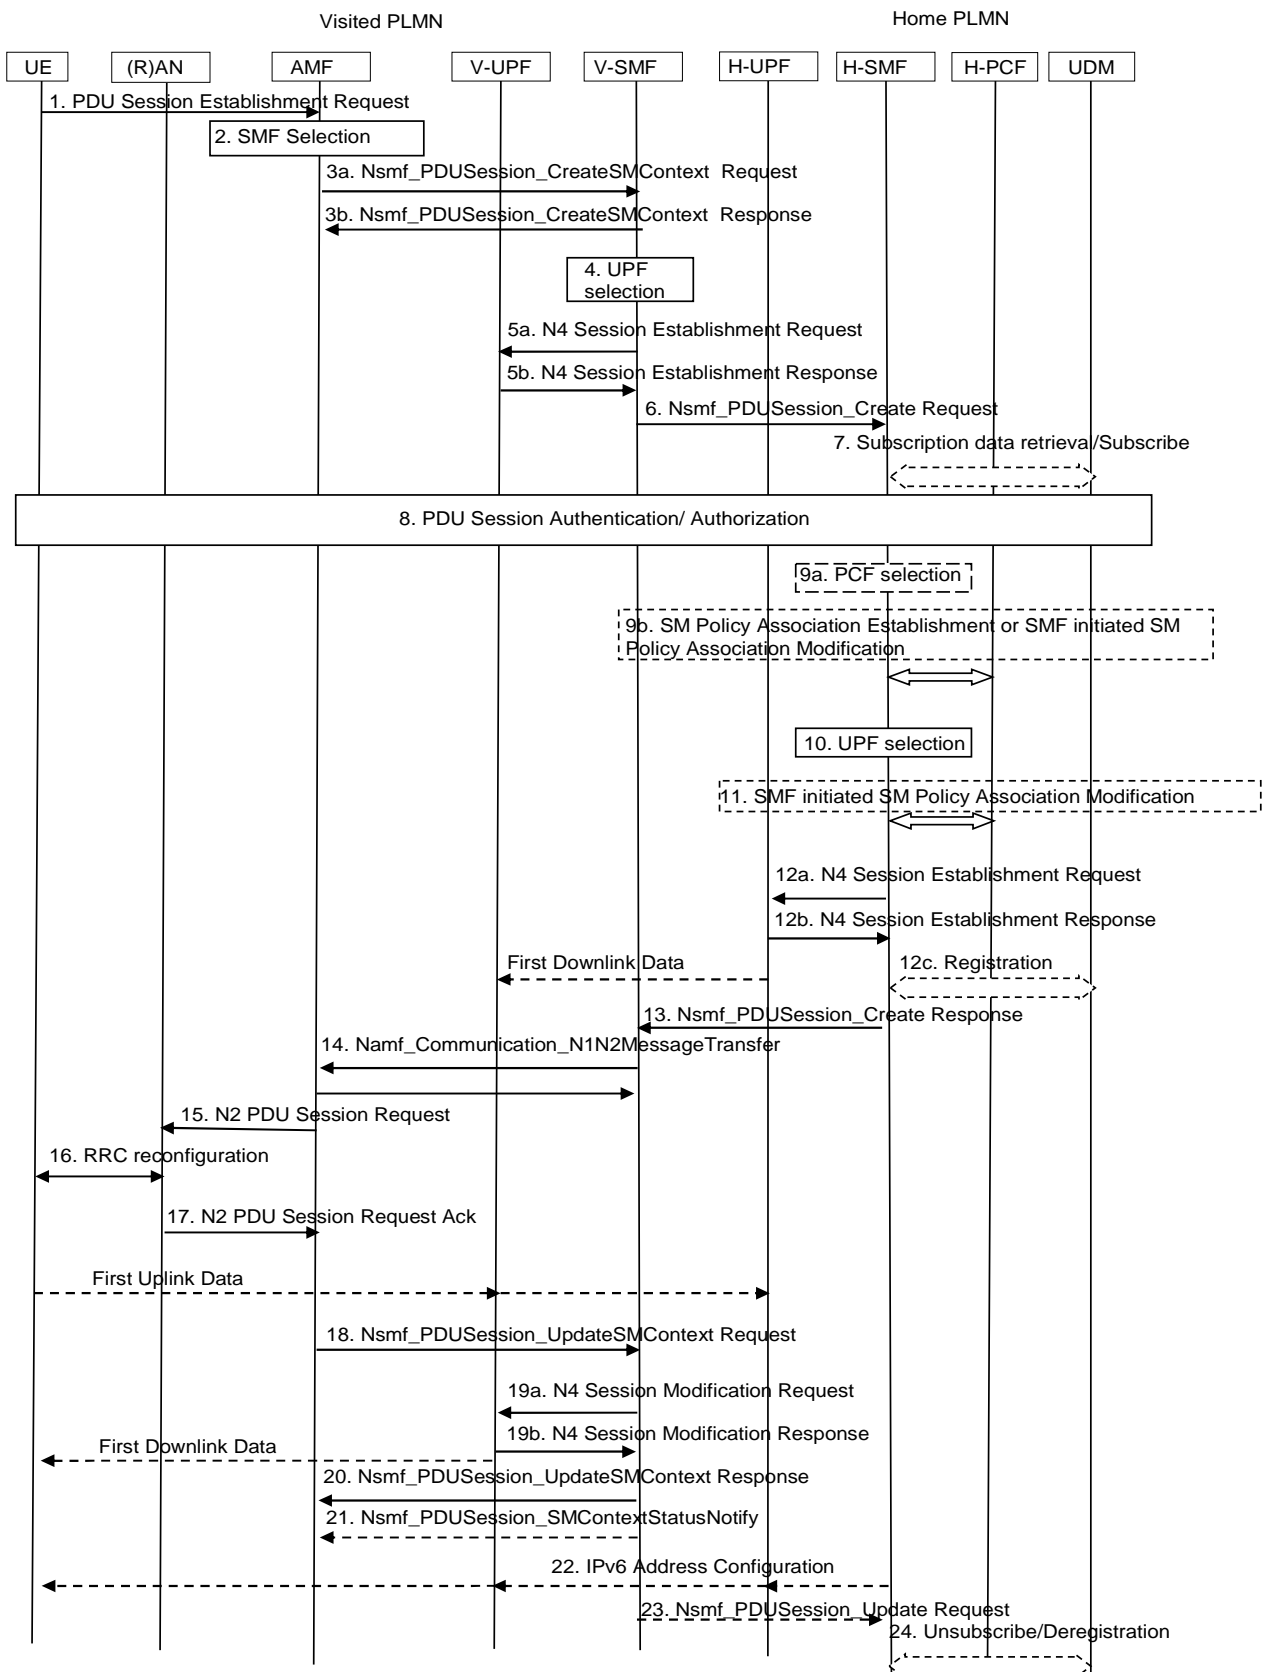 Visited PLMN
Home PLMN
UE
(R)AN
AMF
V-UPF
V-SMF
H-UPF
H-SMF
H-PCF
UDM
1. PDU Session Establishment Request
2. SMF Selection
3a. Nsmf_PDUSession_CreateSMContext  Request
3b. Nsmf_PDUSession_CreateSMContext  Response
4. UPF
selection
5a. N4 Session Establishment Request
5b. N4 Session Establishment Response
6. Nsmf_PDUSession_Create Request
7. Subscription data retrieval/Subscribe
8. PDU Session Authentication/ Authorization
9a. PCF selection
9b. SM Policy Association Establishment or SMF initiated SM
Policy Association Modification
10. UPF selection
11. SMF initiated SM Policy Association Modification
12a. N4 Session Establishment Request
12b. N4 Session Establishment Response
First Downlink Data
12c. Registration
13. Nsmf_PDUSession_Create Response
14. Namf_Communication_N1N2MessageTransfer
15. N2 PDU Session Request
16. RRC reconfiguration
17. N2 PDU Session Request Ack
First Uplink Data
18. Nsmf_PDUSession_UpdateSMContext Request
19a. N4 Session Modification Request
19b. N4 Session Modification Response
First Downlink Data
20. Nsmf_PDUSession_UpdateSMContext Response
21. Nsmf_PDUSession_SMContextStatusNotify
22. IPv6 Address Configuration
23. Nsmf_PDUSession_Update Request
24. Unsubscribe/Deregistration